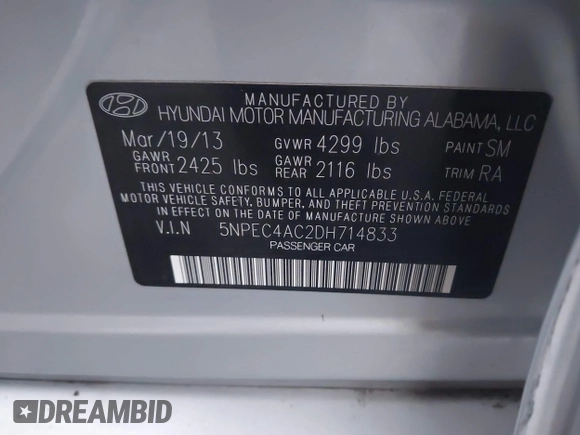 MANUFACTURED BY
HYUNDAI MOTOR MANUFACTURING ALABAMA, LLC
Mar/19/13 GVWR 4299 lbs PAINT SM
GAWR FRONT 2425 lbs GAWR REAR 2116 lbs TRIM RA
THIS VEHICLE CONFORMS TO ALL APPLICABLE U.S.A. FEDERAL
MOTOR VEHICLE SAFETY, BUMPER, AND THEFT PREVENTION STANDARDS
IN EFFECT ON THE DATE OF MANUFACTURE SHOWN ABOVE.
V.I.N 5NPEC4AC2DH714833
PASSENGER CAR
DREAMBID